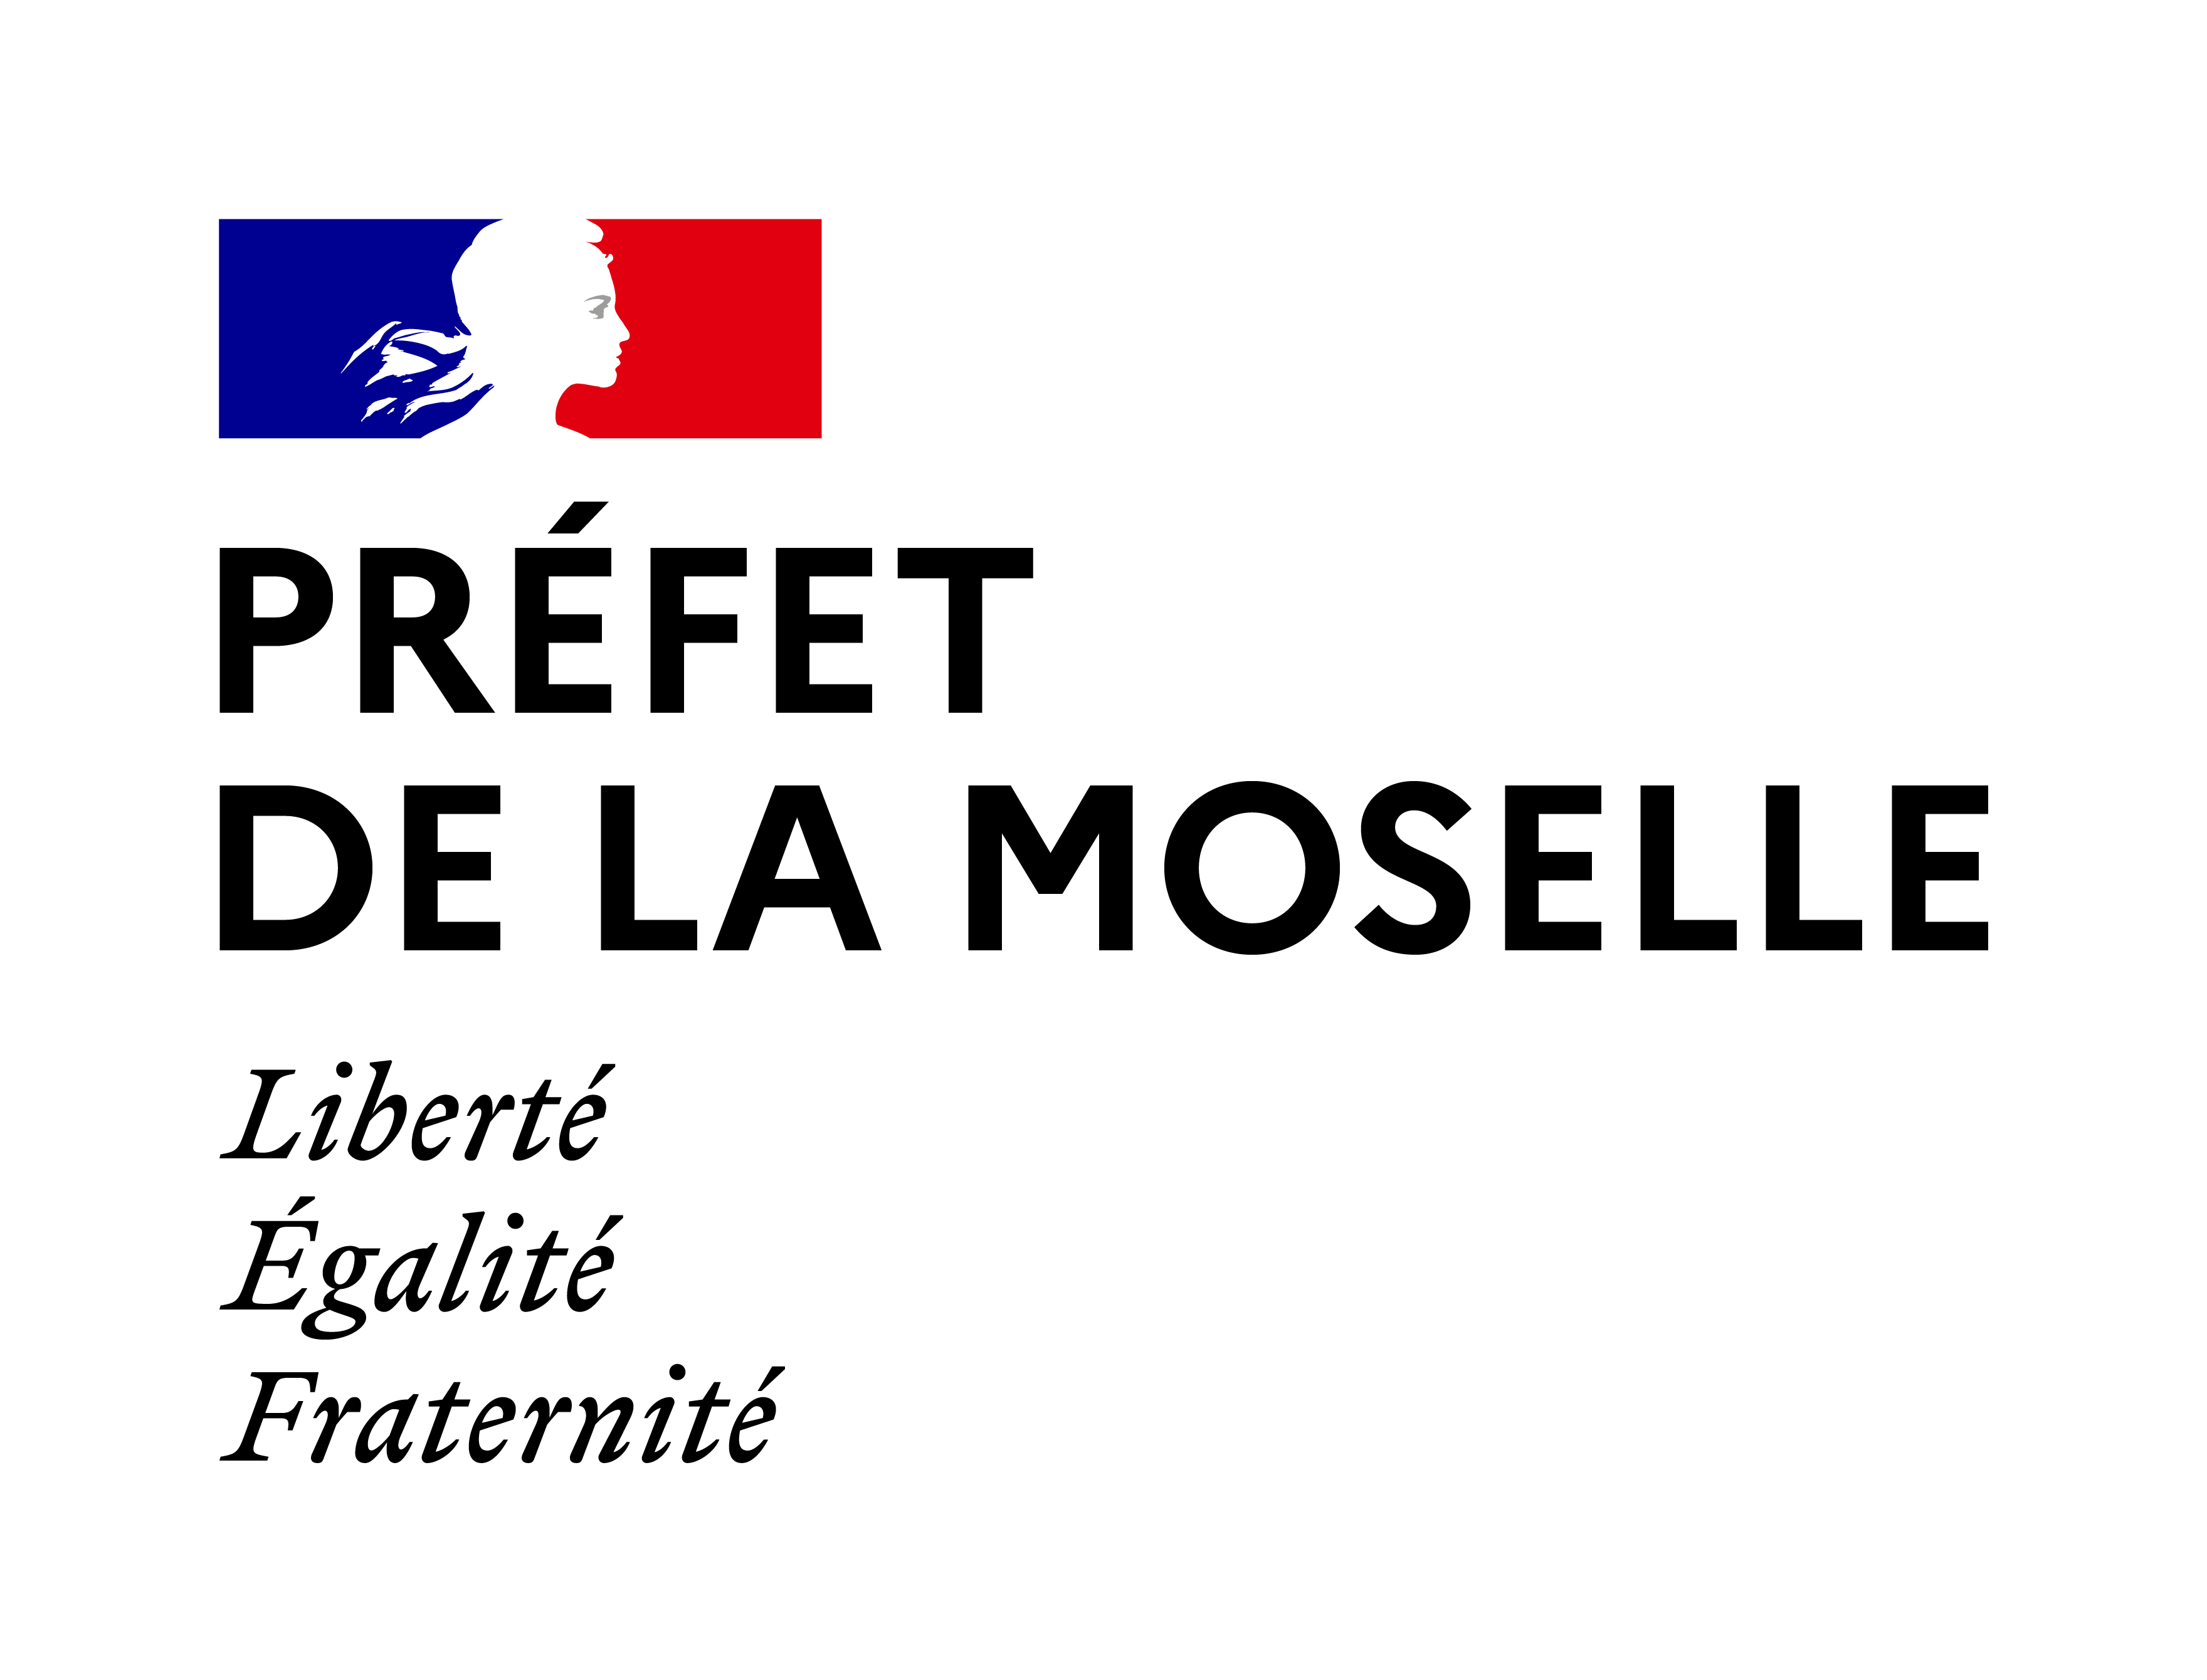 PRÉFET
DE LA MOSELLE
Liberté
Égalité
Fraternité